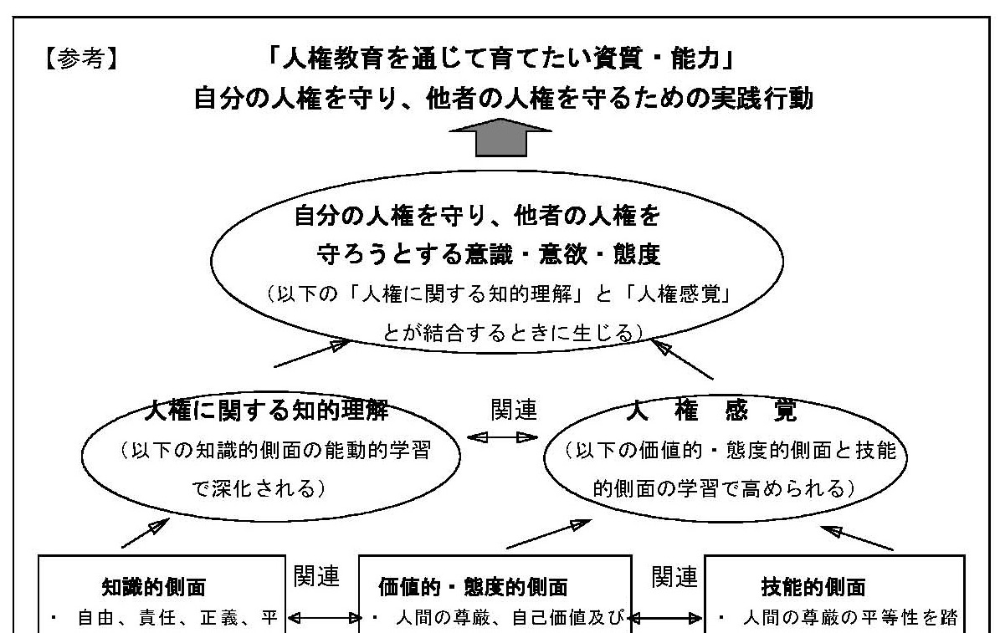 【参考】 「人権教育を通じて育てたい資質・能力」
自分の人権を守り、他者の人権を守るための実践行動
自分の人権を守り、他者の人権を
守ろうとする意識・意欲・態度
（以下の「人権に関する知的理解」と「人権感覚」
とが結合するときに生じる）
人権に関する知的理解
（以下の知識的側面の能動的学習
で深化される）
関連
人 権 感 覚
（以下の価値的・態度的側面と技能
的側面の学習で高められる）
知識的側面
・ 自由、責任、正義、平
関連
価値的・態度的側面
・ 人間の尊厳、自己価値及び
関連
技能的側面
・ 人間の尊厳の平等性を踏